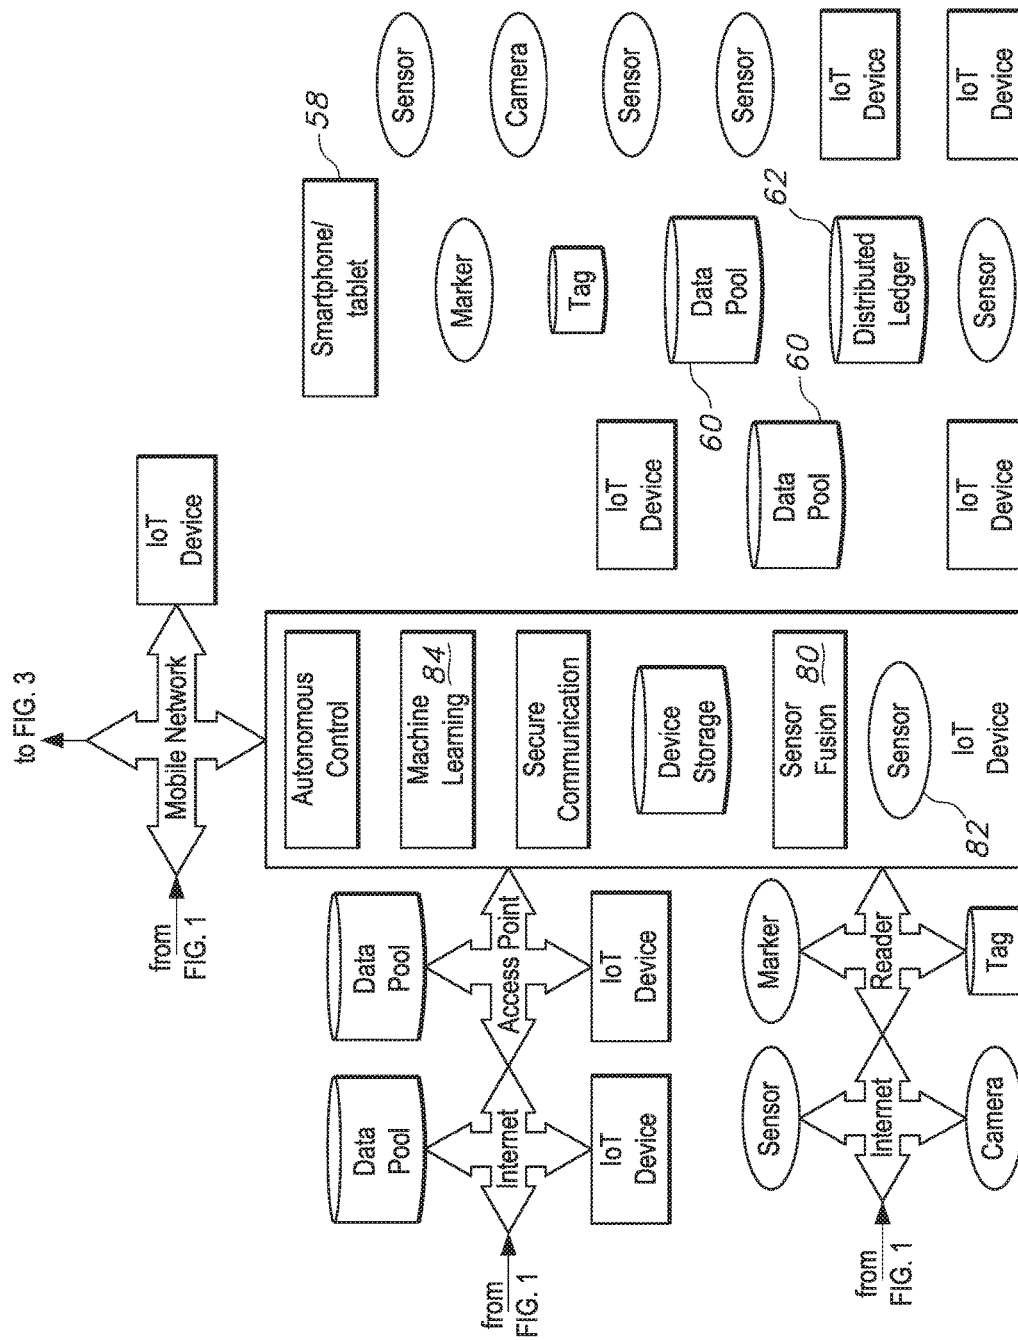 to FIG. 3
from
FIG. 1
Mobile Network
IoT
Device
Data
Pool
Data
Pool
Autonomous
Control
Smartphone/
tablet
58
Sensor
Machine
Learning
84
Marker
Camera
from
FIG. 1
Internet
Access Point
Secure
Communication
Tag
IoT
Device
IoT
Device
Device
Storage
IoT
Device
Data
Pool
60
Sensor
Sensor
Marker
Sensor
Fusion
80
Data
Pool
60
62
Sensor
from
FIG. 1
Internet
Reader
Sensor
82
Distributed
Ledger
IoT
Device
Camera
Tag
IoT
Device
IoT
Device
Sensor
IoT
Device